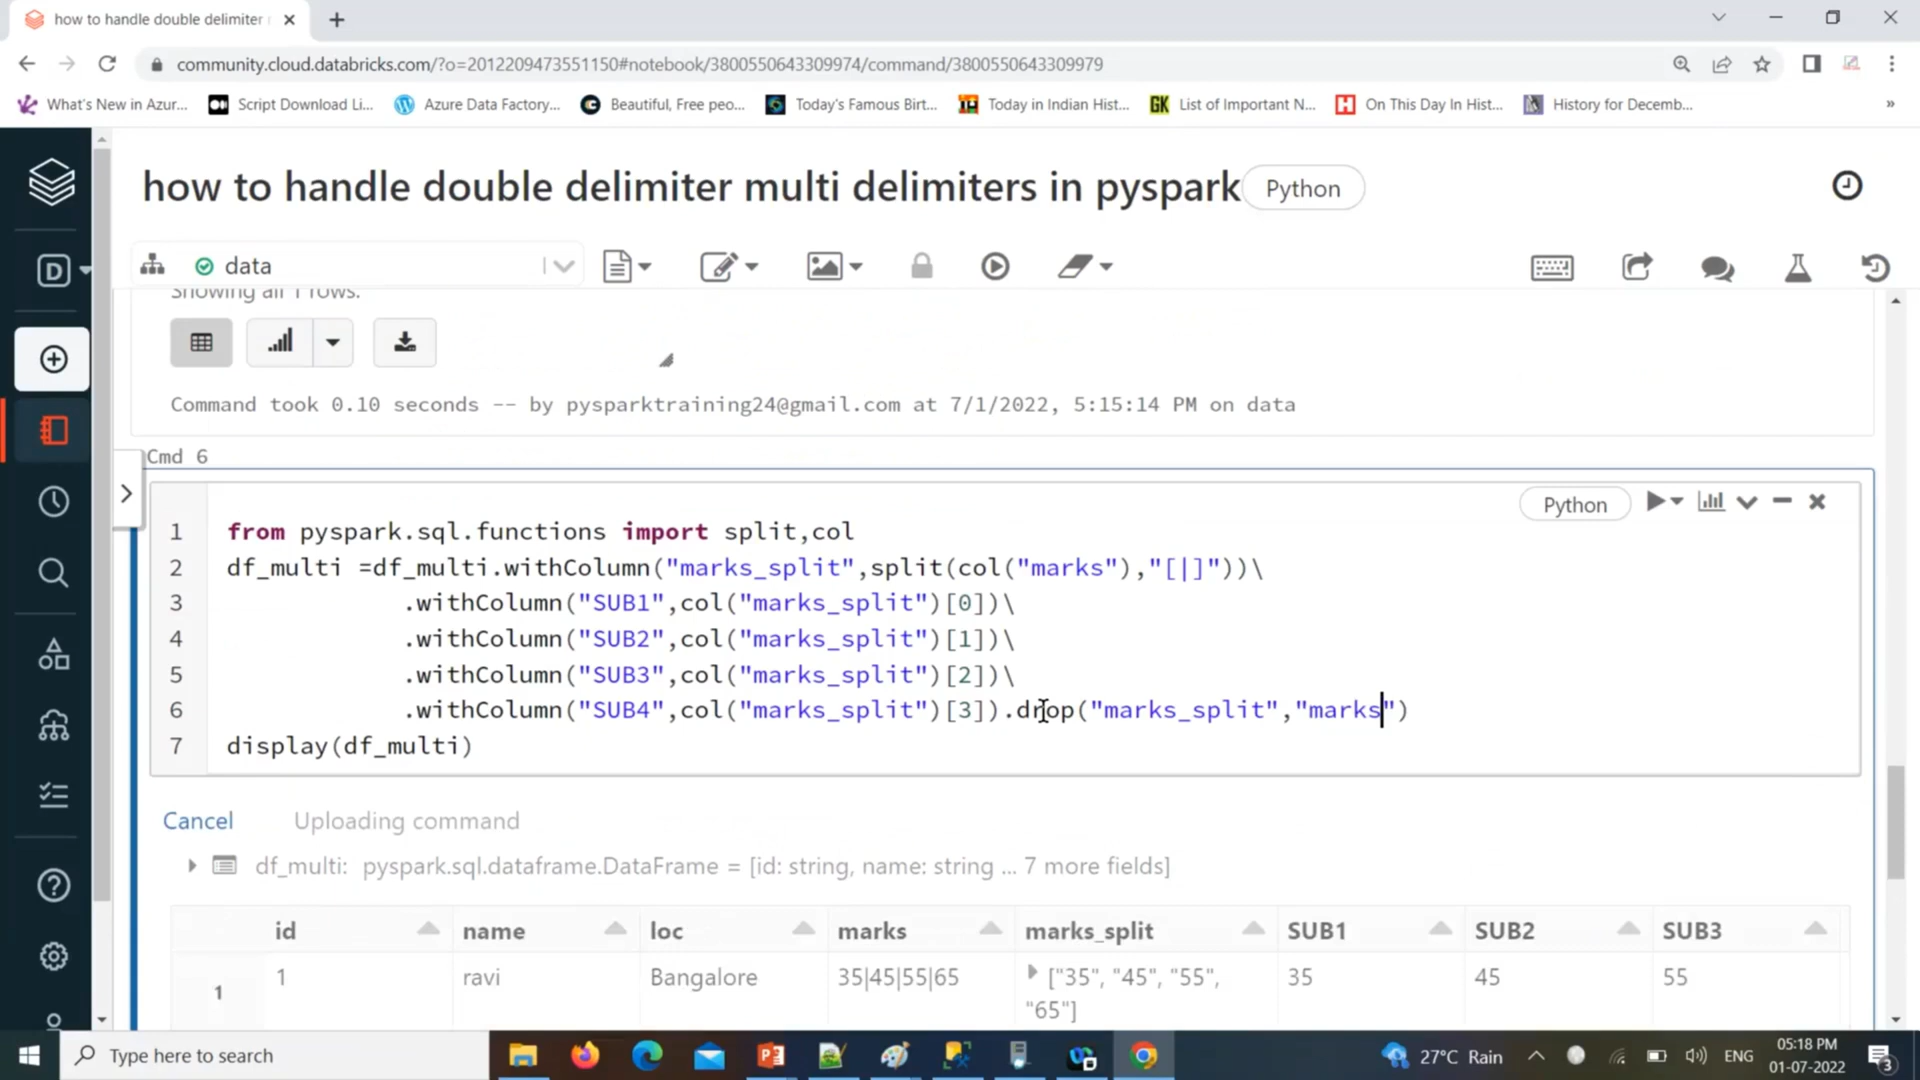 how to handle double delimiter
community.cloud.databricks.com/?o=2012209473551150#notebook/3800550643309974/command/3800550643309979
What's New in Azur...
Script Download Li...
Azure Data Factory...
Beautiful, Free peo...
Today's Famous Birt...
Today in Indian Hist...
GK
List of Important N...
On This Day In Hist...
History for Decemb...
»
how to handle double delimiter multi delimiters in pyspark
Python
D
data
Showing all 1 rows.
Command took 0.10 seconds -- by pysparktraining24@gmail.com at 7/1/2022, 5:15:14 PM on data
Cmd 6
Python
1 from pyspark.sql.functions import split,col
2 df_multi =df_multi.withColumn("marks_split",split(col("marks"),"[|]"))\
3 .withColumn("SUB1",col("marks_split")[0])\
4 .withColumn("SUB2",col("marks_split")[1])\
5 .withColumn("SUB3",col("marks_split")[2])\
6 .withColumn("SUB4",col("marks_split")[3]).drop("marks_split","marks")
7 display(df_multi)
Cancel Uploading command
df_multi: pyspark.sql.dataframe.DataFrame = [id: string, name: string ... 7 more fields]
id name loc marks marks_split SUB1 SUB2 SUB3
1 1 ravi Bangalore 35|45|55|65 ["35", "45", "55", "65"] 35 45 55
Type here to search
27°C Rain
ENG
05:18 PM
01-07-2022
3